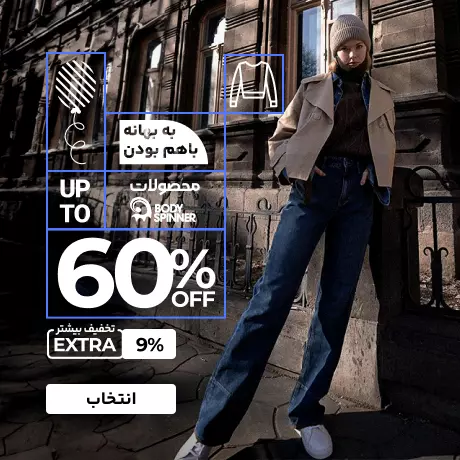 به بهانه
باهم بودن
محصولات
BODY
SPINNER
UP
TO
60%
OFF
تخفیف بیشتر
EXTRA 9%
انتخاب